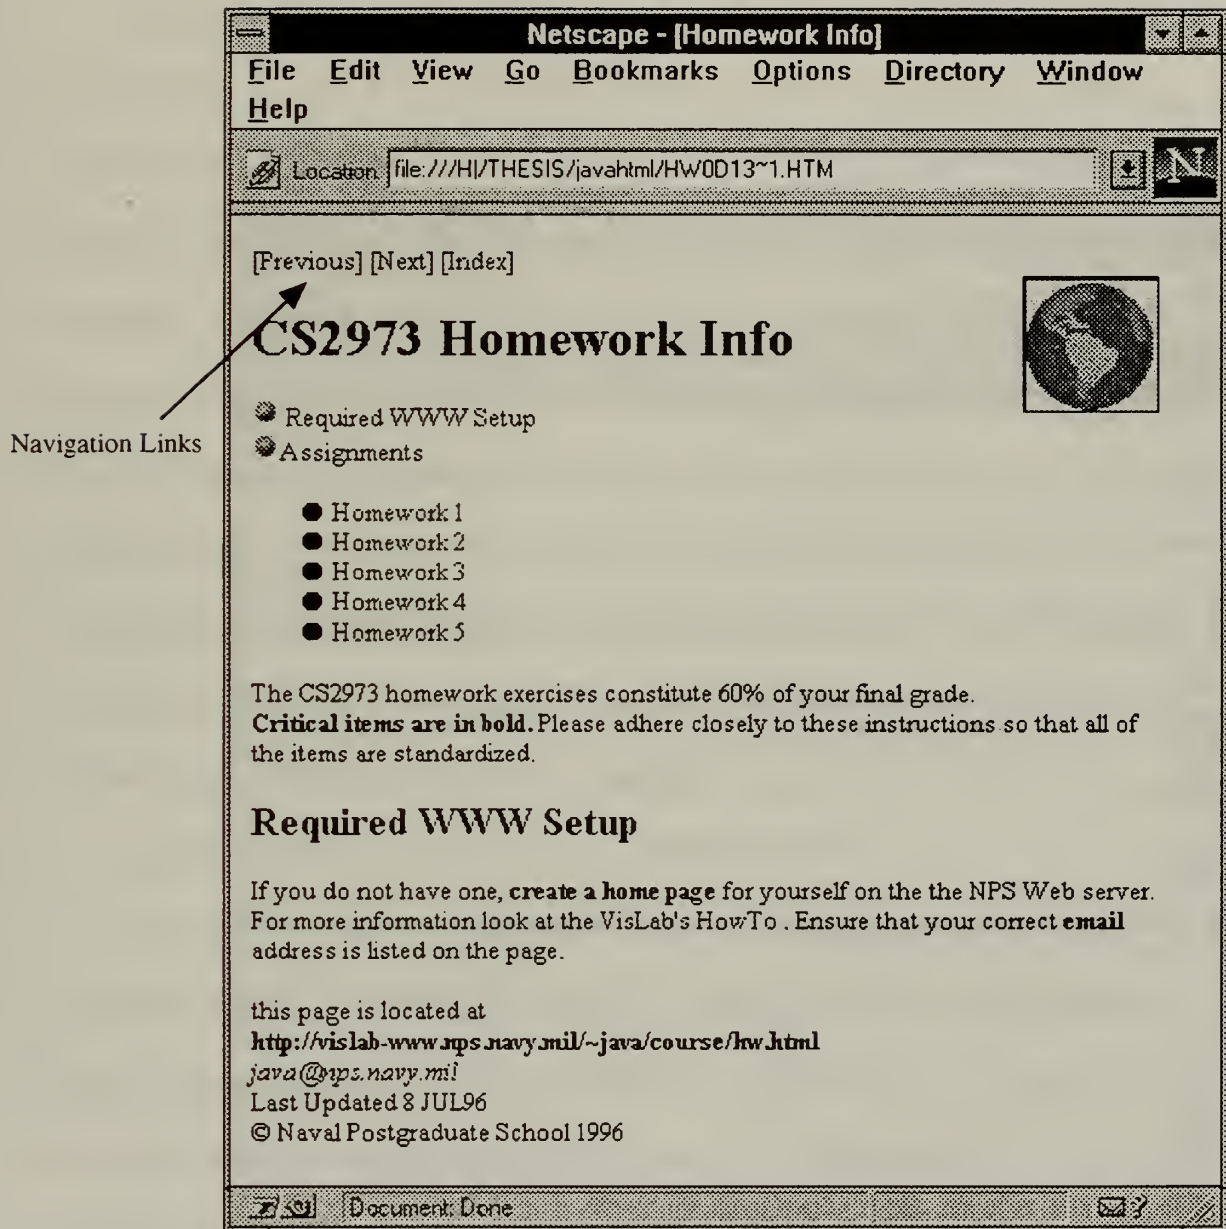 Netscape - [Homework Info]
File Edit View Go Bookmarks Options Directory Window
Help
Location file:///H|/THESIS/javahtml/HW0D13~1.HTM
N
[Previous] [Next] [Index]
CS2973 Homework Info
Required WWW Setup
Navigation Links
Assignments
Homework 1
Homework 2
Homework 3
Homework 4
Homework 5
The CS2973 homework exercises constitute 60% of your final grade.
Critical items are in bold. Please adhere closely to these instructions so that all of
the items are standardized.
Required WWW Setup
If you do not have one, create a home page for yourself on the the NPS Web server.
For more information look at the VisLab's HowTo . Ensure that your correct email
address is listed on the page.
this page is located at
http://vislab-www.nps.navy.mil/~java/course/hw.html
java@nps.navy.mil
Last Updated 8 JUL96
© Naval Postgraduate School 1996
Document: Done
?